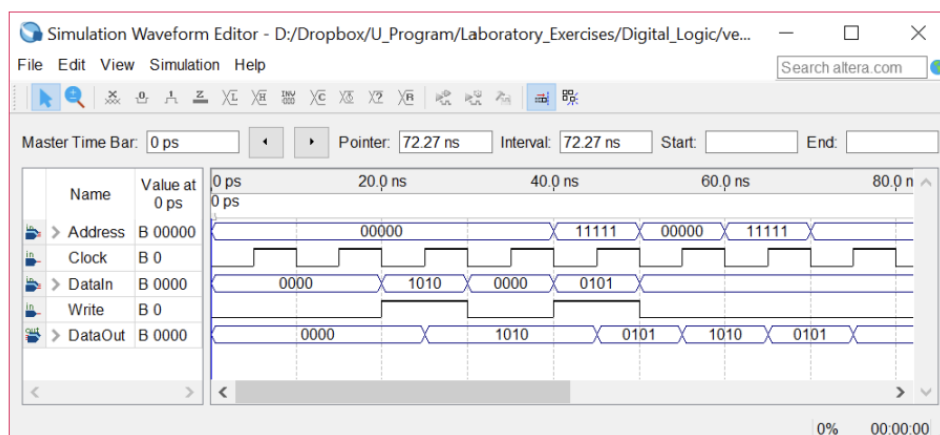 Simulation Waveform Editor - D:/Dropbox/U_Program/Laboratory_Exercises/Digital_Logic/ve...
File Edit View Simulation Help
Search altera.com
Master Time Bar: 0 ps Pointer: 72.27 ns Interval: 72.27 ns Start: End:
Name Value at 0 ps
0 ps 20.0 ns 40.0 ns 60.0 ns 80.0 n
0 ps
Address B 00000 00000 11111 00000 11111
Clock B 0
DataIn B 0000 0000 1010 0000 0101
Write B 0
DataOut B 0000 0000 1010 0101 1010 0101
0% 00:00:00